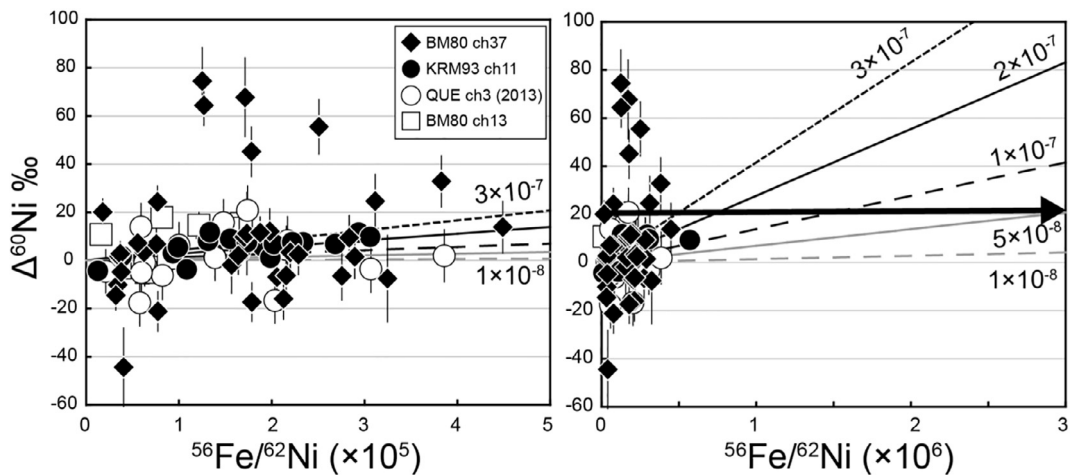 100
80
60
40
20
0
-20
-40
-60
Δ⁶⁰Ni ‰
BM80 ch37
KRM93 ch11
QUE ch3 (2013)
BM80 ch13
3×10⁻⁷
1×10⁻⁸
0 1 2 3 4 5
⁵⁶Fe/⁶²Ni (×10⁵)
100
80
60
40
20
0
-20
-40
-60
3×10⁻⁷
2×10⁻⁷
1×10⁻⁷
5×10⁻⁸
1×10⁻⁸
0 1 2 3
⁵⁶Fe/⁶²Ni (×10⁶)